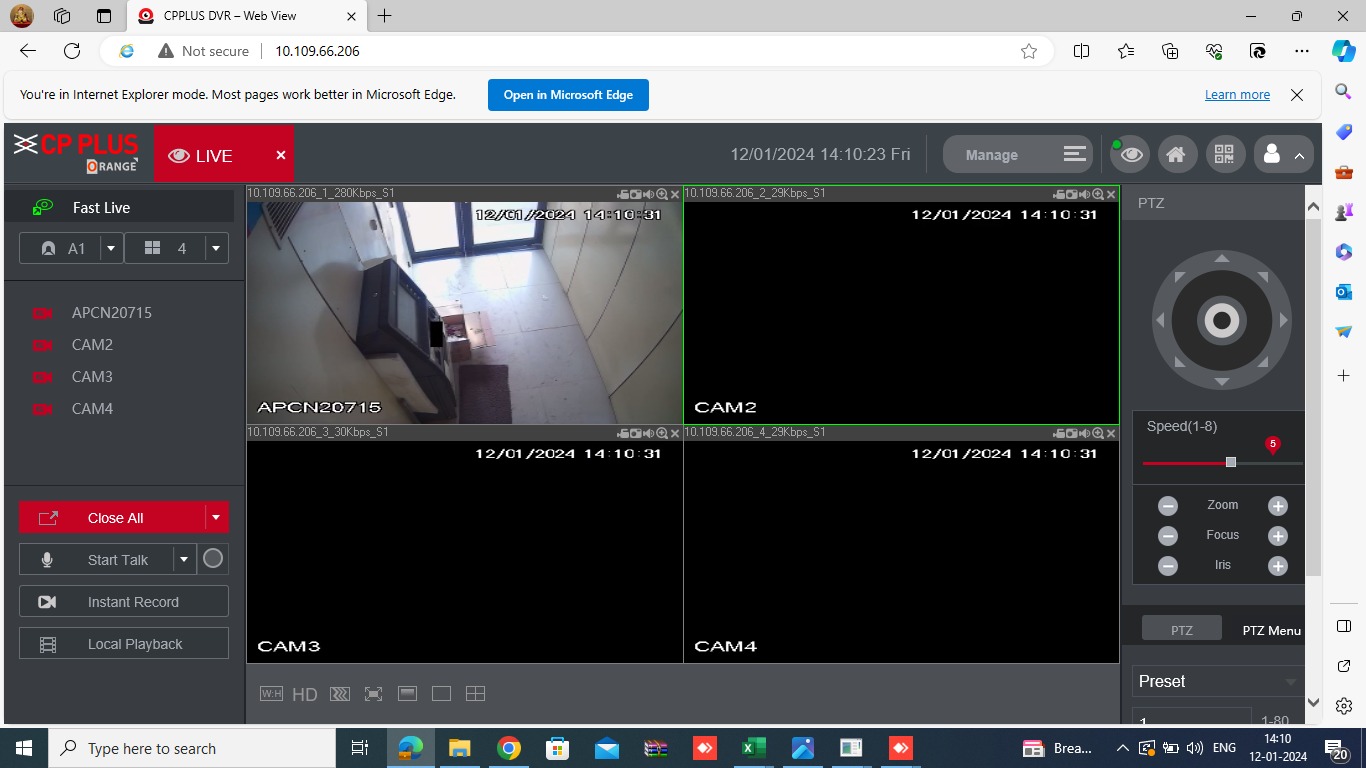 CPPLUS DVR – Web View
Not secure
10.109.66.206
You're in Internet Explorer mode. Most pages work better in Microsoft Edge.
Open in Microsoft Edge
Learn more
CP PLUS
ORANGE
LIVE
12/01/2024 14:10:23 Fri
Manage
Fast Live
A1
4
APCN20715
CAM2
CAM3
CAM4
Close All
Start Talk
Instant Record
Local Playback
10.109.66.206_1_280Kbps_S1
12/01/2024 14:10:31
APCN20715
10.109.66.206_2_29Kbps_S1
12/01/2024 14:10:31
CAM2
10.109.66.206_3_30Kbps_S1
12/01/2024 14:10:31
CAM3
10.109.66.206_4_29Kbps_S1
12/01/2024 14:10:31
CAM4
W:H
HD
PTZ
Speed(1-8)
5
Zoom
Focus
Iris
PTZ
PTZ Menu
Preset
1
1-80
Type here to search
Brea...
ENG
14:10
12-01-2024
20